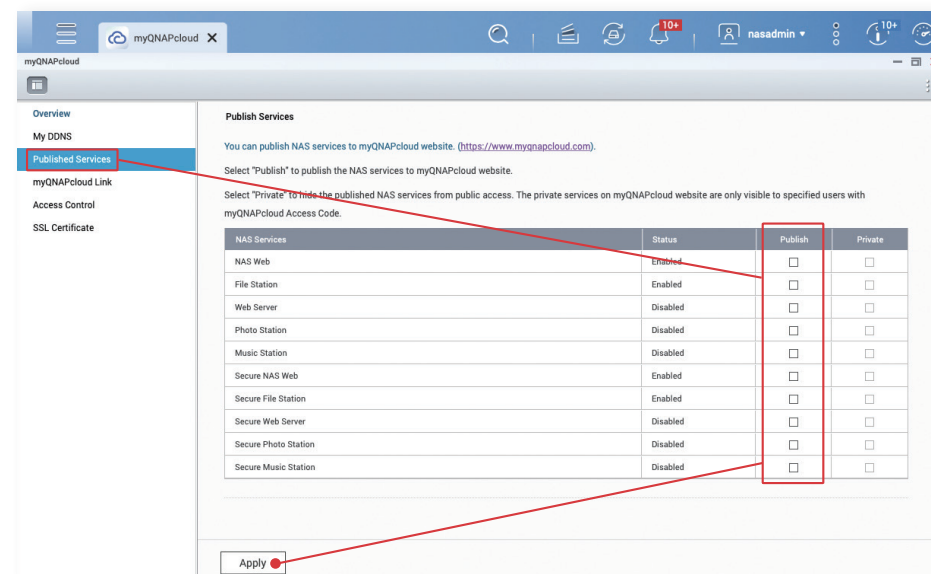 myQNAPcloud X
10+
nasadmin
10+
myQNAPcloud
Overview
My DDNS
Published Services
myQNAPcloud Link
Access Control
SSL Certificate
Publish Services
You can publish NAS services to myQNAPcloud website. (https://www.myqnapcloud.com).
Select "Publish" to publish the NAS services to myQNAPcloud website.
Select "Private" to hide the published NAS services from public access. The private services on myQNAPcloud website are only visible to specified users with
myQNAPcloud Access Code.
NAS Services Status Publish Private
NAS Web Enabled
File Station Enabled
Web Server Disabled
Photo Station Disabled
Music Station Disabled
Secure NAS Web Enabled
Secure File Station Enabled
Secure Web Server Disabled
Secure Photo Station Disabled
Secure Music Station Disabled
Apply